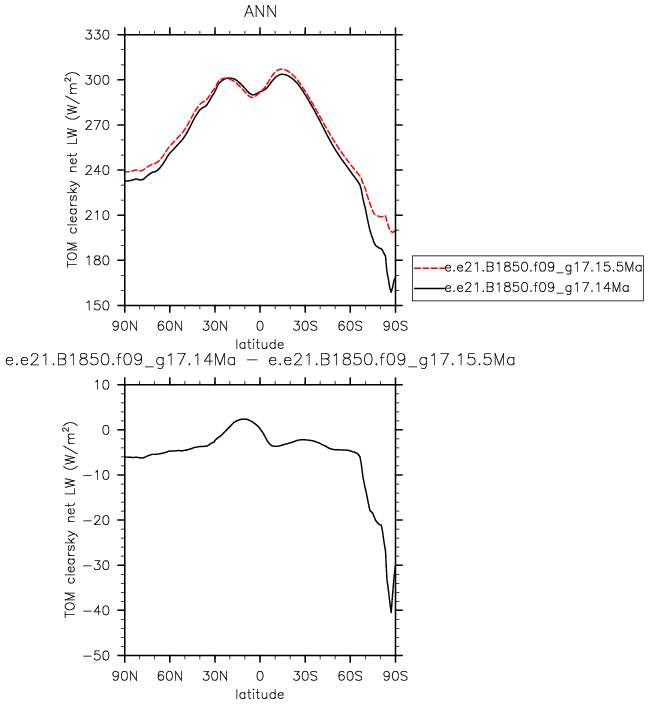 ANN
330
300
270
240
210
180
150
TOM clearsky net LW (W/m²)
90N 60N 30N 0 30S 60S 90S
latitude
e.e21.B1850.f09_g17.15.5Ma
e.e21.B1850.f09_g17.14Ma
e.e21.B1850.f09_g17.14Ma − e.e21.B1850.f09_g17.15.5Ma
10
0
−10
−20
−30
−40
−50
TOM clearsky net LW (W/m²)
90N 60N 30N 0 30S 60S 90S
latitude